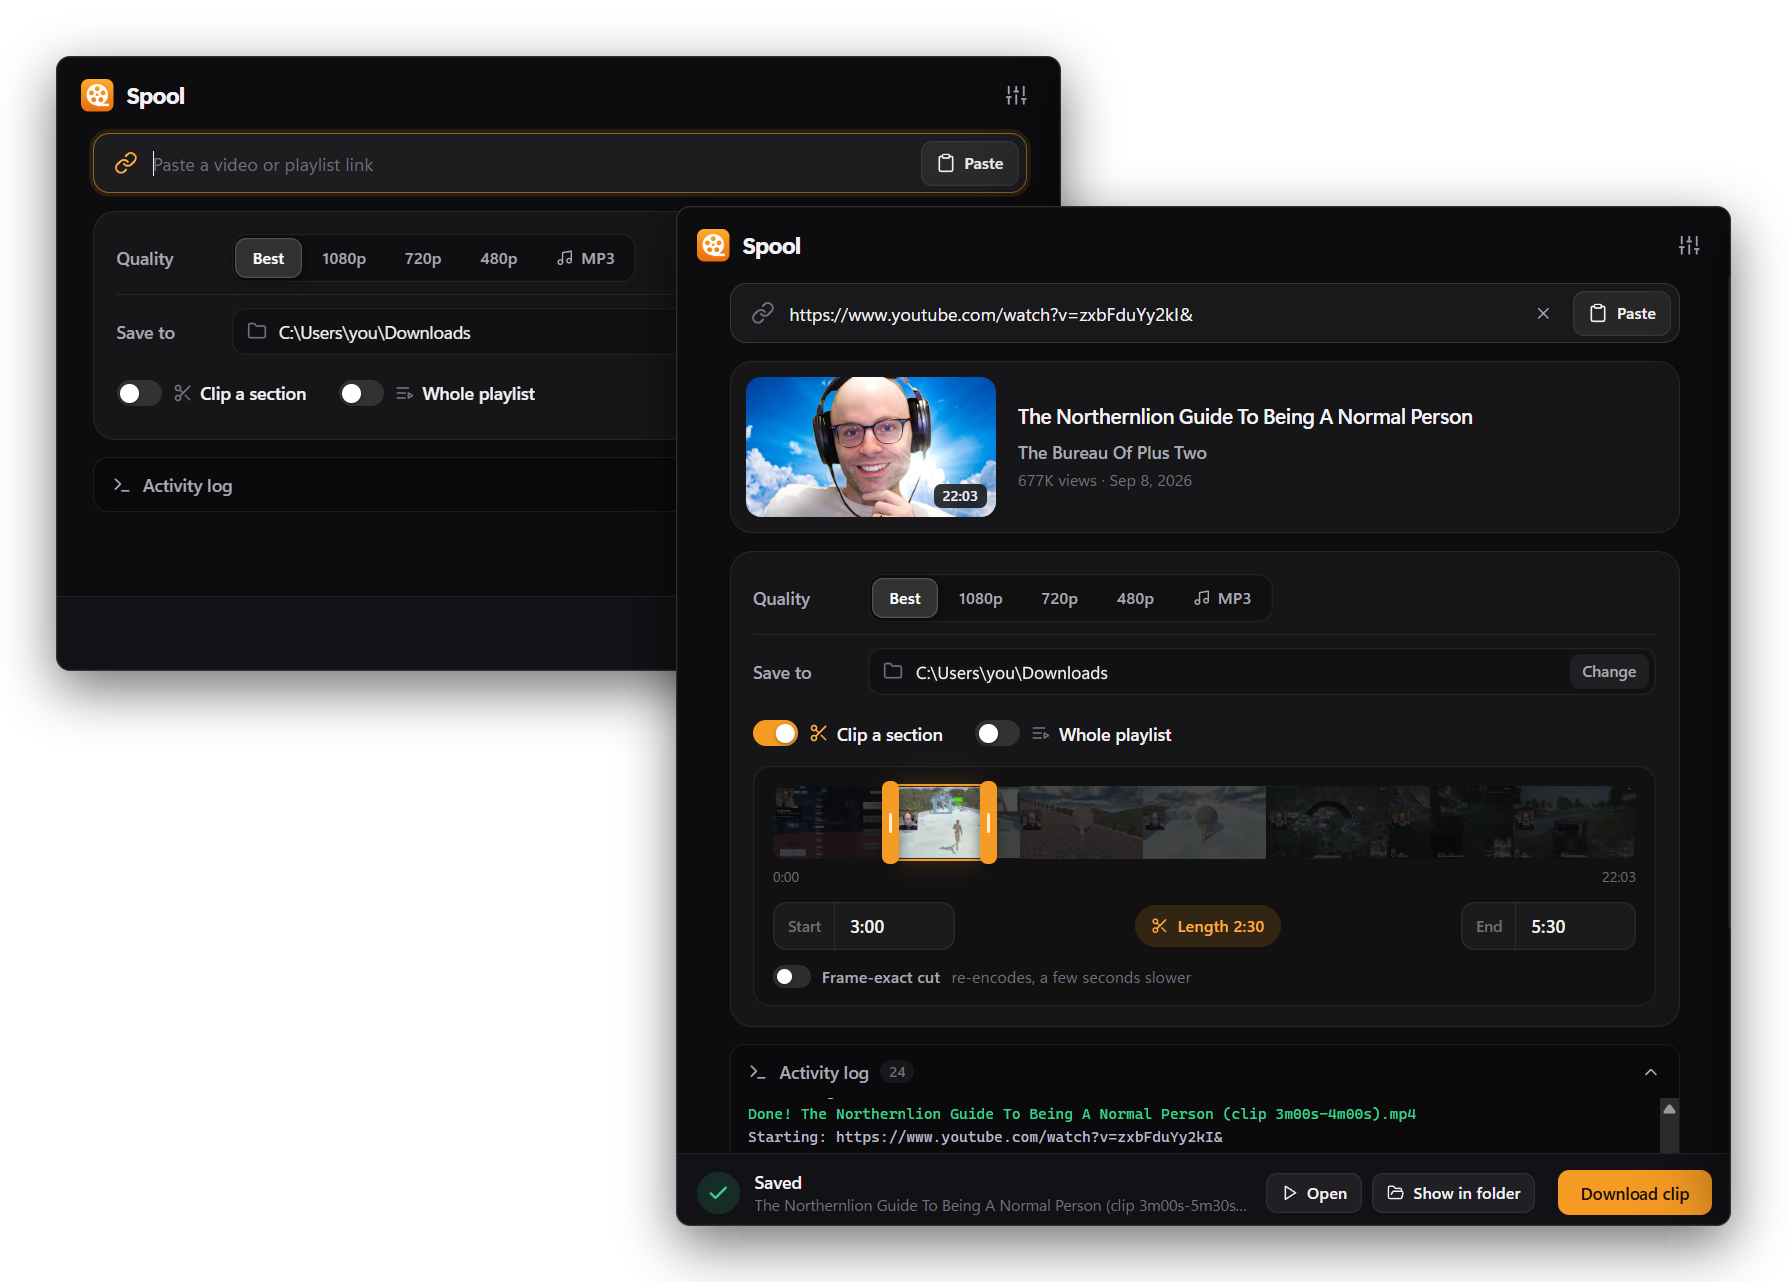 Spool
Paste a video or playlist link
Paste
Quality
Best
1080p
720p
480p
MP3
Save to
C:\Users\you\Downloads
Clip a section
Whole playlist
Activity log
Spool
https://www.youtube.com/watch?v=zxbFduYy2kI&
Paste
22:03
The Northernlion Guide To Being A Normal Person
The Bureau Of Plus Two
677K views · Sep 8, 2026
Quality
Best
1080p
720p
480p
MP3
Save to
C:\Users\you\Downloads
Change
Clip a section
Whole playlist
0:00
22:03
Start
3:00
Length 2:30
End
5:30
Frame-exact cut
re-encodes, a few seconds slower
Activity log
24
Done! The Northernlion Guide To Being A Normal Person (clip 3m00s-4m00s).mp4
Starting: https://www.youtube.com/watch?v=zxbFduYy2kI&
Saved
The Northernlion Guide To Being A Normal Person (clip 3m00s-5m30s...
Open
Show in folder
Download clip